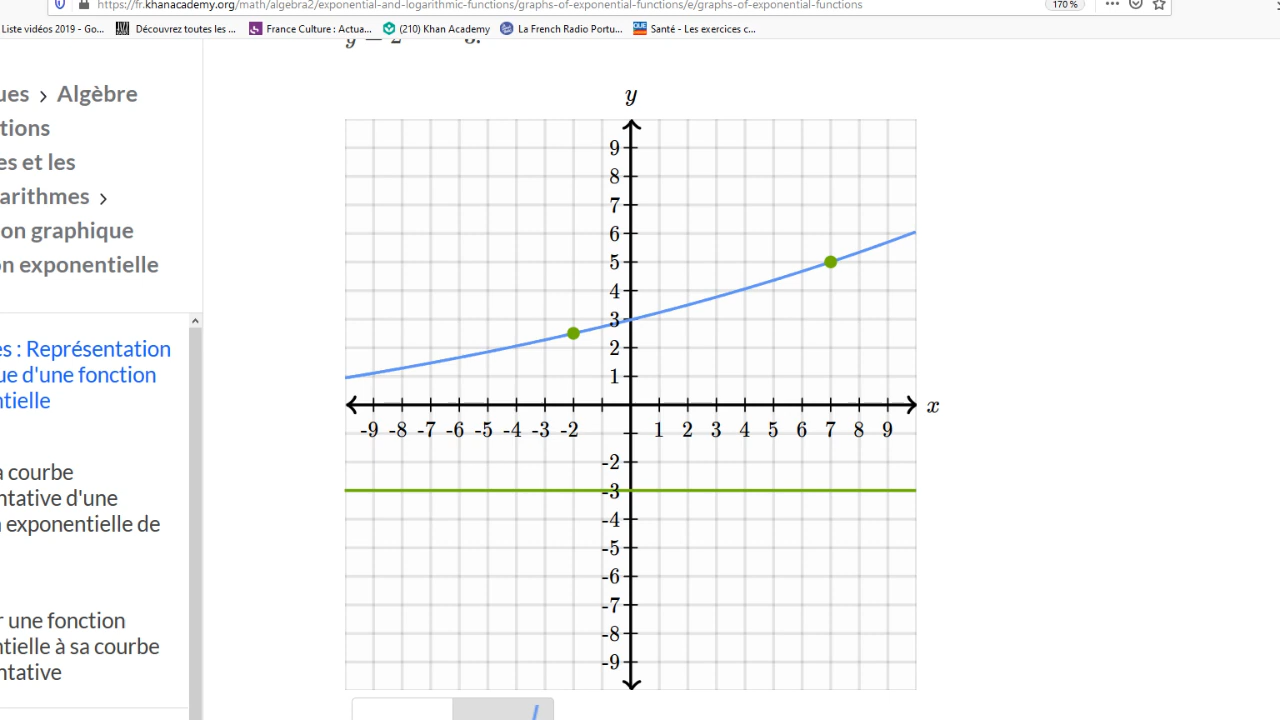 https://fr.khanacademy.org/math/algebra2/exponential-and-logarithmic-functions/graphs-of-exponential-functions/e/graphs-of-exponential-functions
170 %
Liste vidéos 2019 - Go...
Découvrez toutes les ...
France Culture : Actua...
(210) Khan Academy
La French Radio Portu...
Santé - Les exercices c...
ues > Algèbre
tions
es et les
arithmes >
on graphique
n exponentielle
s : Représentation
ue d'une fonction
ntielle
a courbe
ntative d'une
exponentielle de
r une fonction
ntielle à sa courbe
ntative
y
9
8
7
6
5
4
3
2
1
x
-9 -8 -7 -6 -5 -4 -3 -2 1 2 3 4 5 6 7 8 9
-2
-3
-4
-5
-6
-7
-8
-9